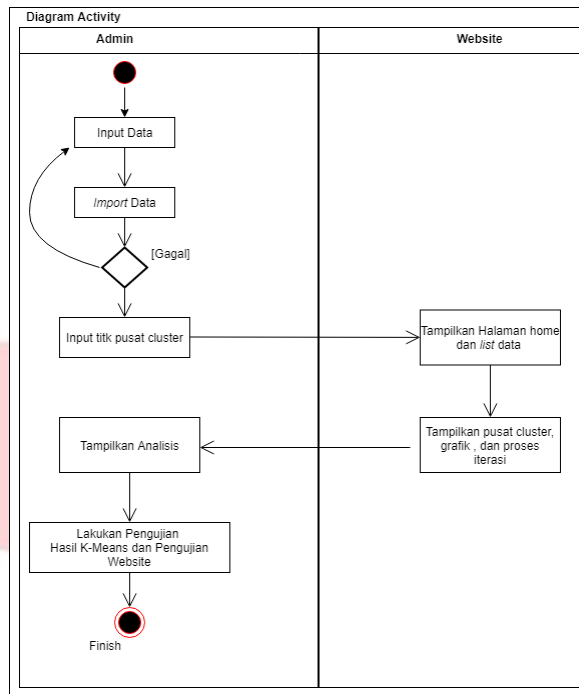 Diagram Activity
Admin
Website
Input Data
Import Data
[Gagal]
Input titk pusat cluster
Tampilkan Halaman home
dan list data
Tampilkan Analisis
Tampilkan pusat cluster,
grafik , dan proses
iterasi
Lakukan Pengujian
Hasil K-Means dan Pengujian
Website
Finish